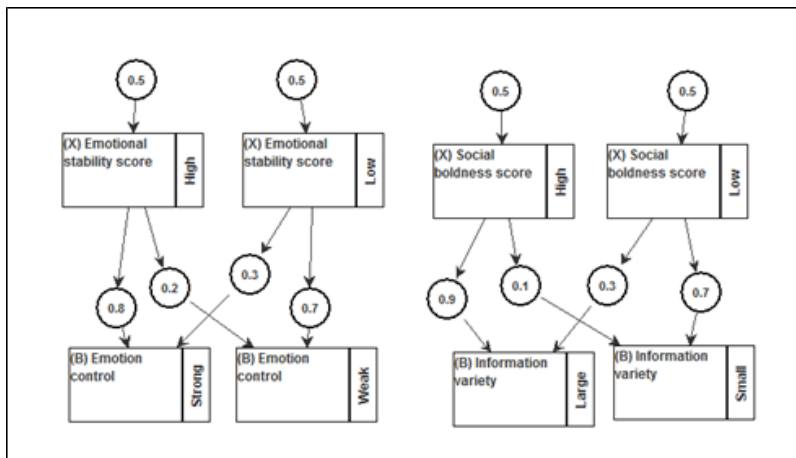 0.5
0.5
0.5
0.5
(X) Emotional
stability score
High
(X) Emotional
stability score
Low
(X) Social
boldness score
High
(X) Social
boldness score
Low
0.8
0.2
0.3
0.7
0.9
0.1
0.3
0.7
(B) Emotion
control
Strong
(B) Emotion
control
Weak
(B) Information
variety
Large
(B) Information
variety
Small